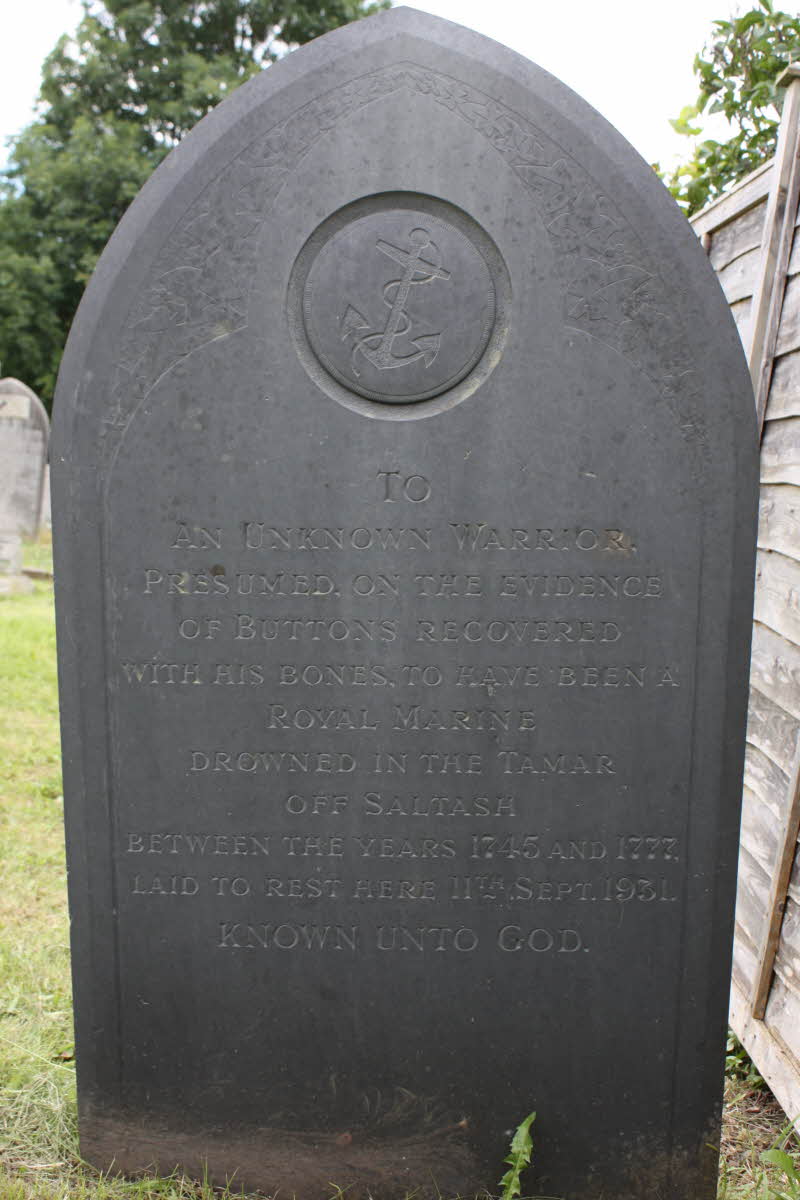 TO
AN UNKNOWN WARRIOR,
PRESUMED, ON THE EVIDENCE
OF BUTTONS RECOVERED
WITH HIS BONES, TO HAVE BEEN A
ROYAL MARINE
DROWNED IN THE TAMAR
OFF SALTASH
BETWEEN THE YEARS 1745 AND 1777,
LAID TO REST HERE 11TH. SEPT. 1931.
KNOWN UNTO GOD.